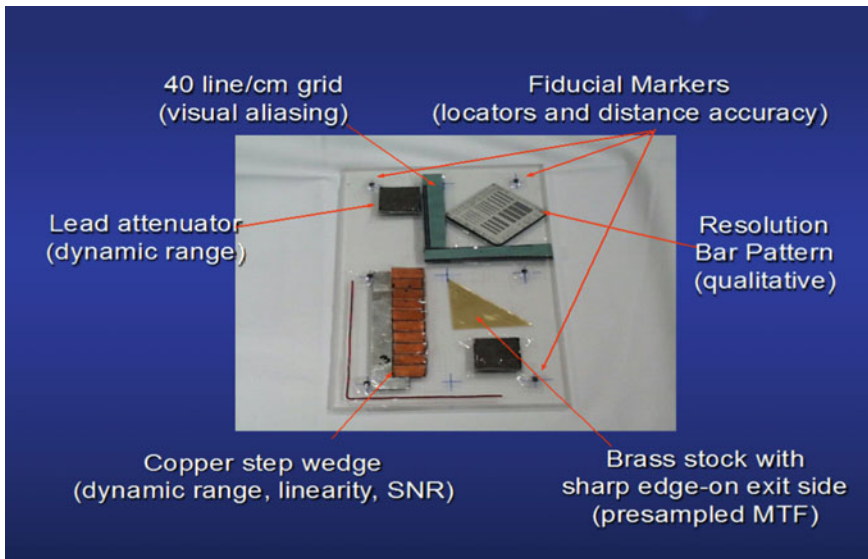 40 line/cm grid
(visual aliasing)
Fiducial Markers
(locators and distance accuracy)
Lead attenuator
(dynamic range)
Resolution
Bar Pattern
(qualitative)
Copper step wedge
(dynamic range, linearity, SNR)
Brass stock with
sharp edge-on exit side
(presampled MTF)